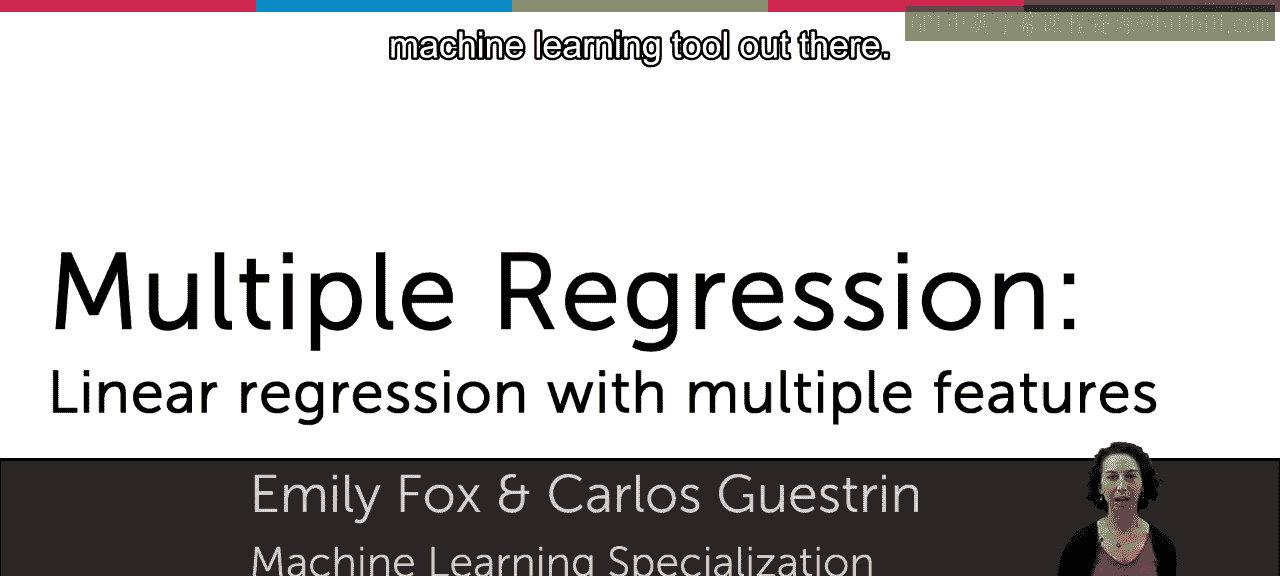 machine learning tool out there.
Multiple Regression:
Linear regression with multiple features
Emily Fox & Carlos Guestrin
Machine Learning Specialization